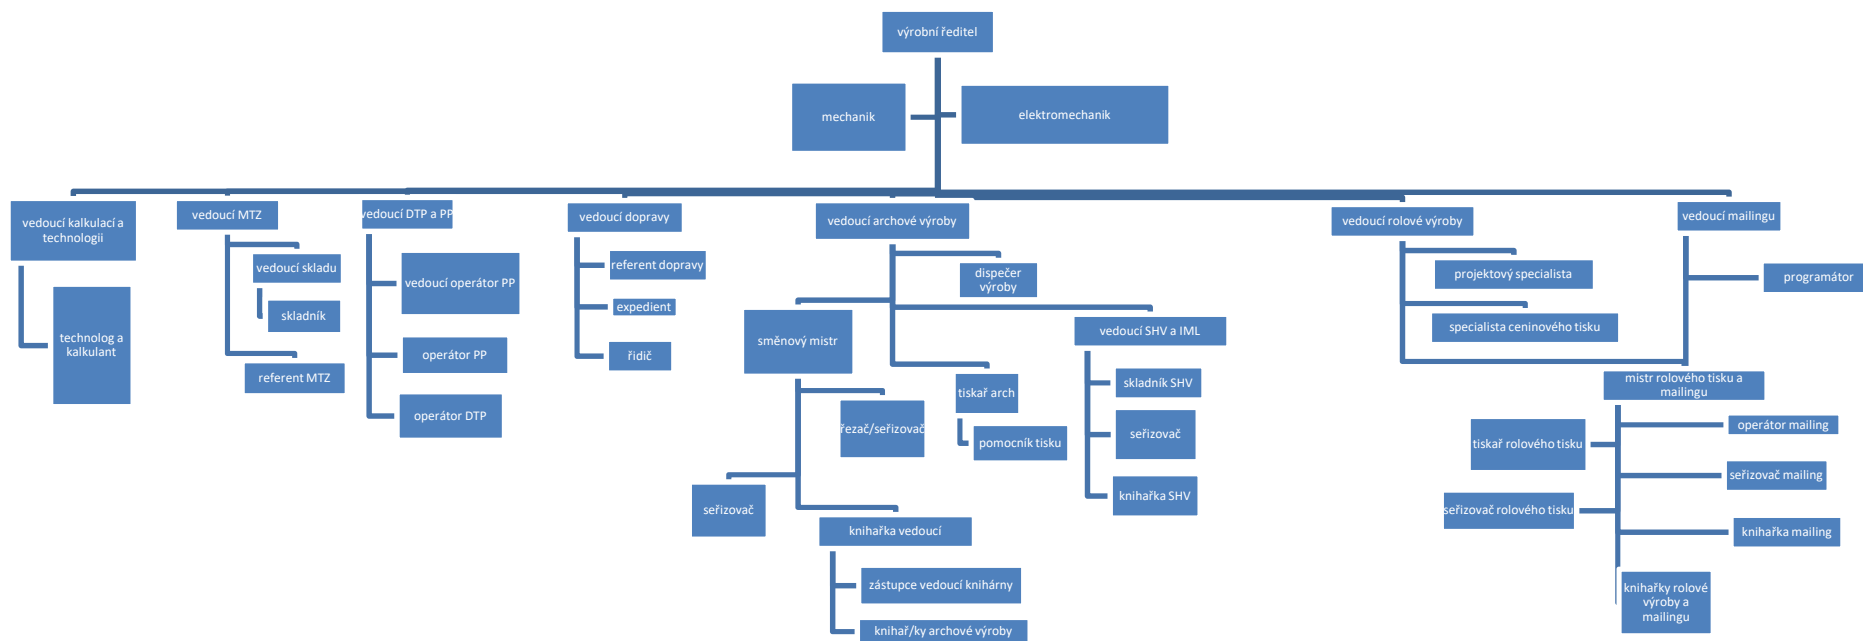 výrobní ředitel
mechanik
elektromechanik
vedoucí kalkulací a
technologii
vedoucí MTZ
vedoucí DTP a PP
vedoucí dopravy
vedoucí archové výroby
vedoucí rolové výroby
vedoucí mailingu
technolog a
kalkulant
vedoucí skladu
skladník
referent MTZ
vedoucí operátor PP
operátor PP
operátor DTP
referent dopravy
expedient
řidič
dispečer
výroby
směnový mistr
vedoucí SHV a IML
tiskař arch
pomocník tisku
řezač/seřizovač
seřizovač
knihařka vedoucí
zástupce vedoucí knihárny
knihař/ky archové výroby
skladník SHV
seřizovač
knihařka SHV
projektový specialista
specialista ceninového tisku
programátor
mistr rolového tisku a
mailingu
tiskař rolového tisku
seřizovač rolového tisku
operátor mailing
seřizovač mailing
knihařka mailing
knihařky rolové
výroby a
mailingu